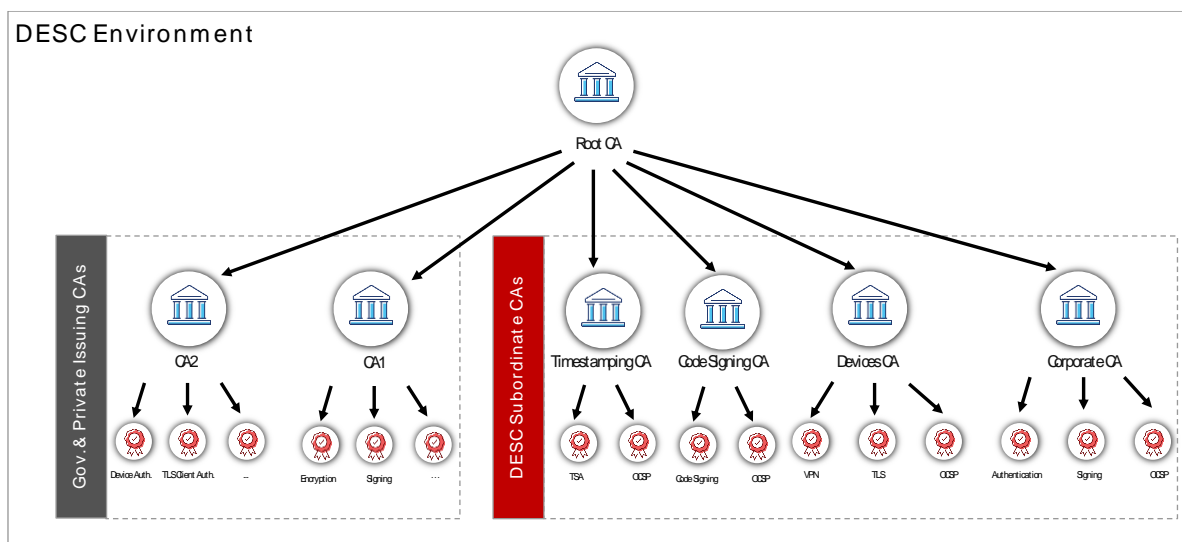 DESC Environment
Root CA
Gov. & Private Issuing CAs
DESC Subordinate CAs
CA2
CA1
Timestamping CA
Code Signing CA
Devices CA
Corporate CA
Device Auth.
TLS Client Auth.
...
Encryption
Signing
...
TSA
OCSP
Code Signing
OCSP
VPN
TLS
OCSP
Authentication
Signing
OCSP